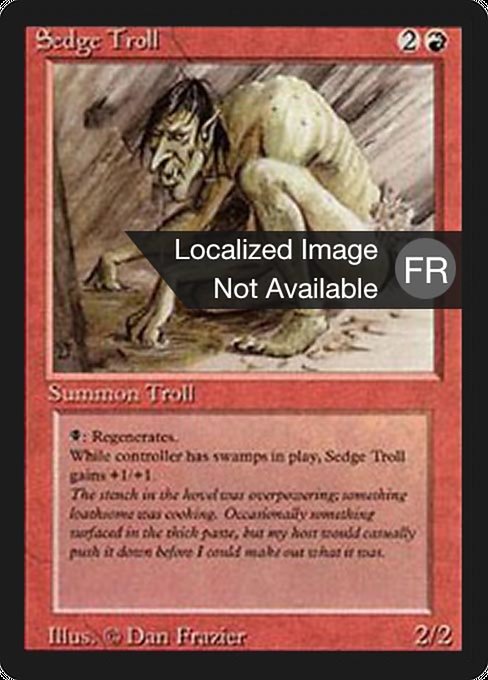 Sedge Troll 2
Localized Image
Not Available
FR
Summon Troll
: Regenerates.
While controller has swamps in play, Sedge Troll
gains +1/+1.
The stench in the hovel was overpowering; something
loathsome was cooking. Occasionally something
surfaced in the thick paste, but my host would casually
push it down before I could make out what it was.
Illus. © Dan Frazier 2/2